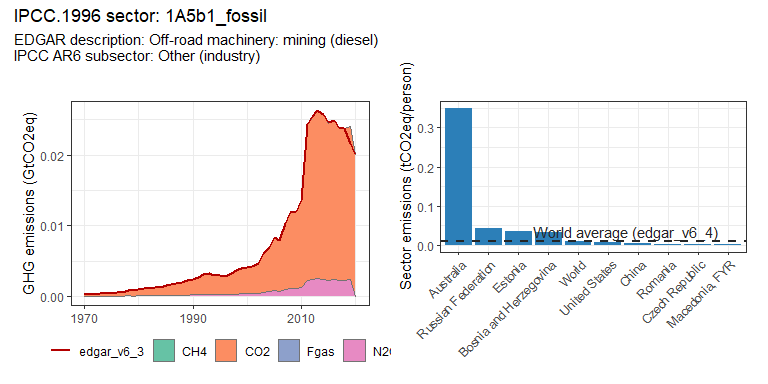 IPCC.1996 sector: 1A5b1_fossil
EDGAR description: Off-road machinery: mining (diesel)
IPCC AR6 subsector: Other (industry)
GHG emissions (GtCO2eq)
0.02
0.01
0.00
1970
1990
2010
edgar_v6_3
CH4
CO2
Fgas
N2
Sector emissions (tCO2eq/person)
0.3
0.2
0.1
0.0
World average (edgar_v6_4)
Australia
Russian Federation
Estonia
Bosnia and Herzegovina
World
United States
China
Romania
Czech Republic
Macedonia, FYR